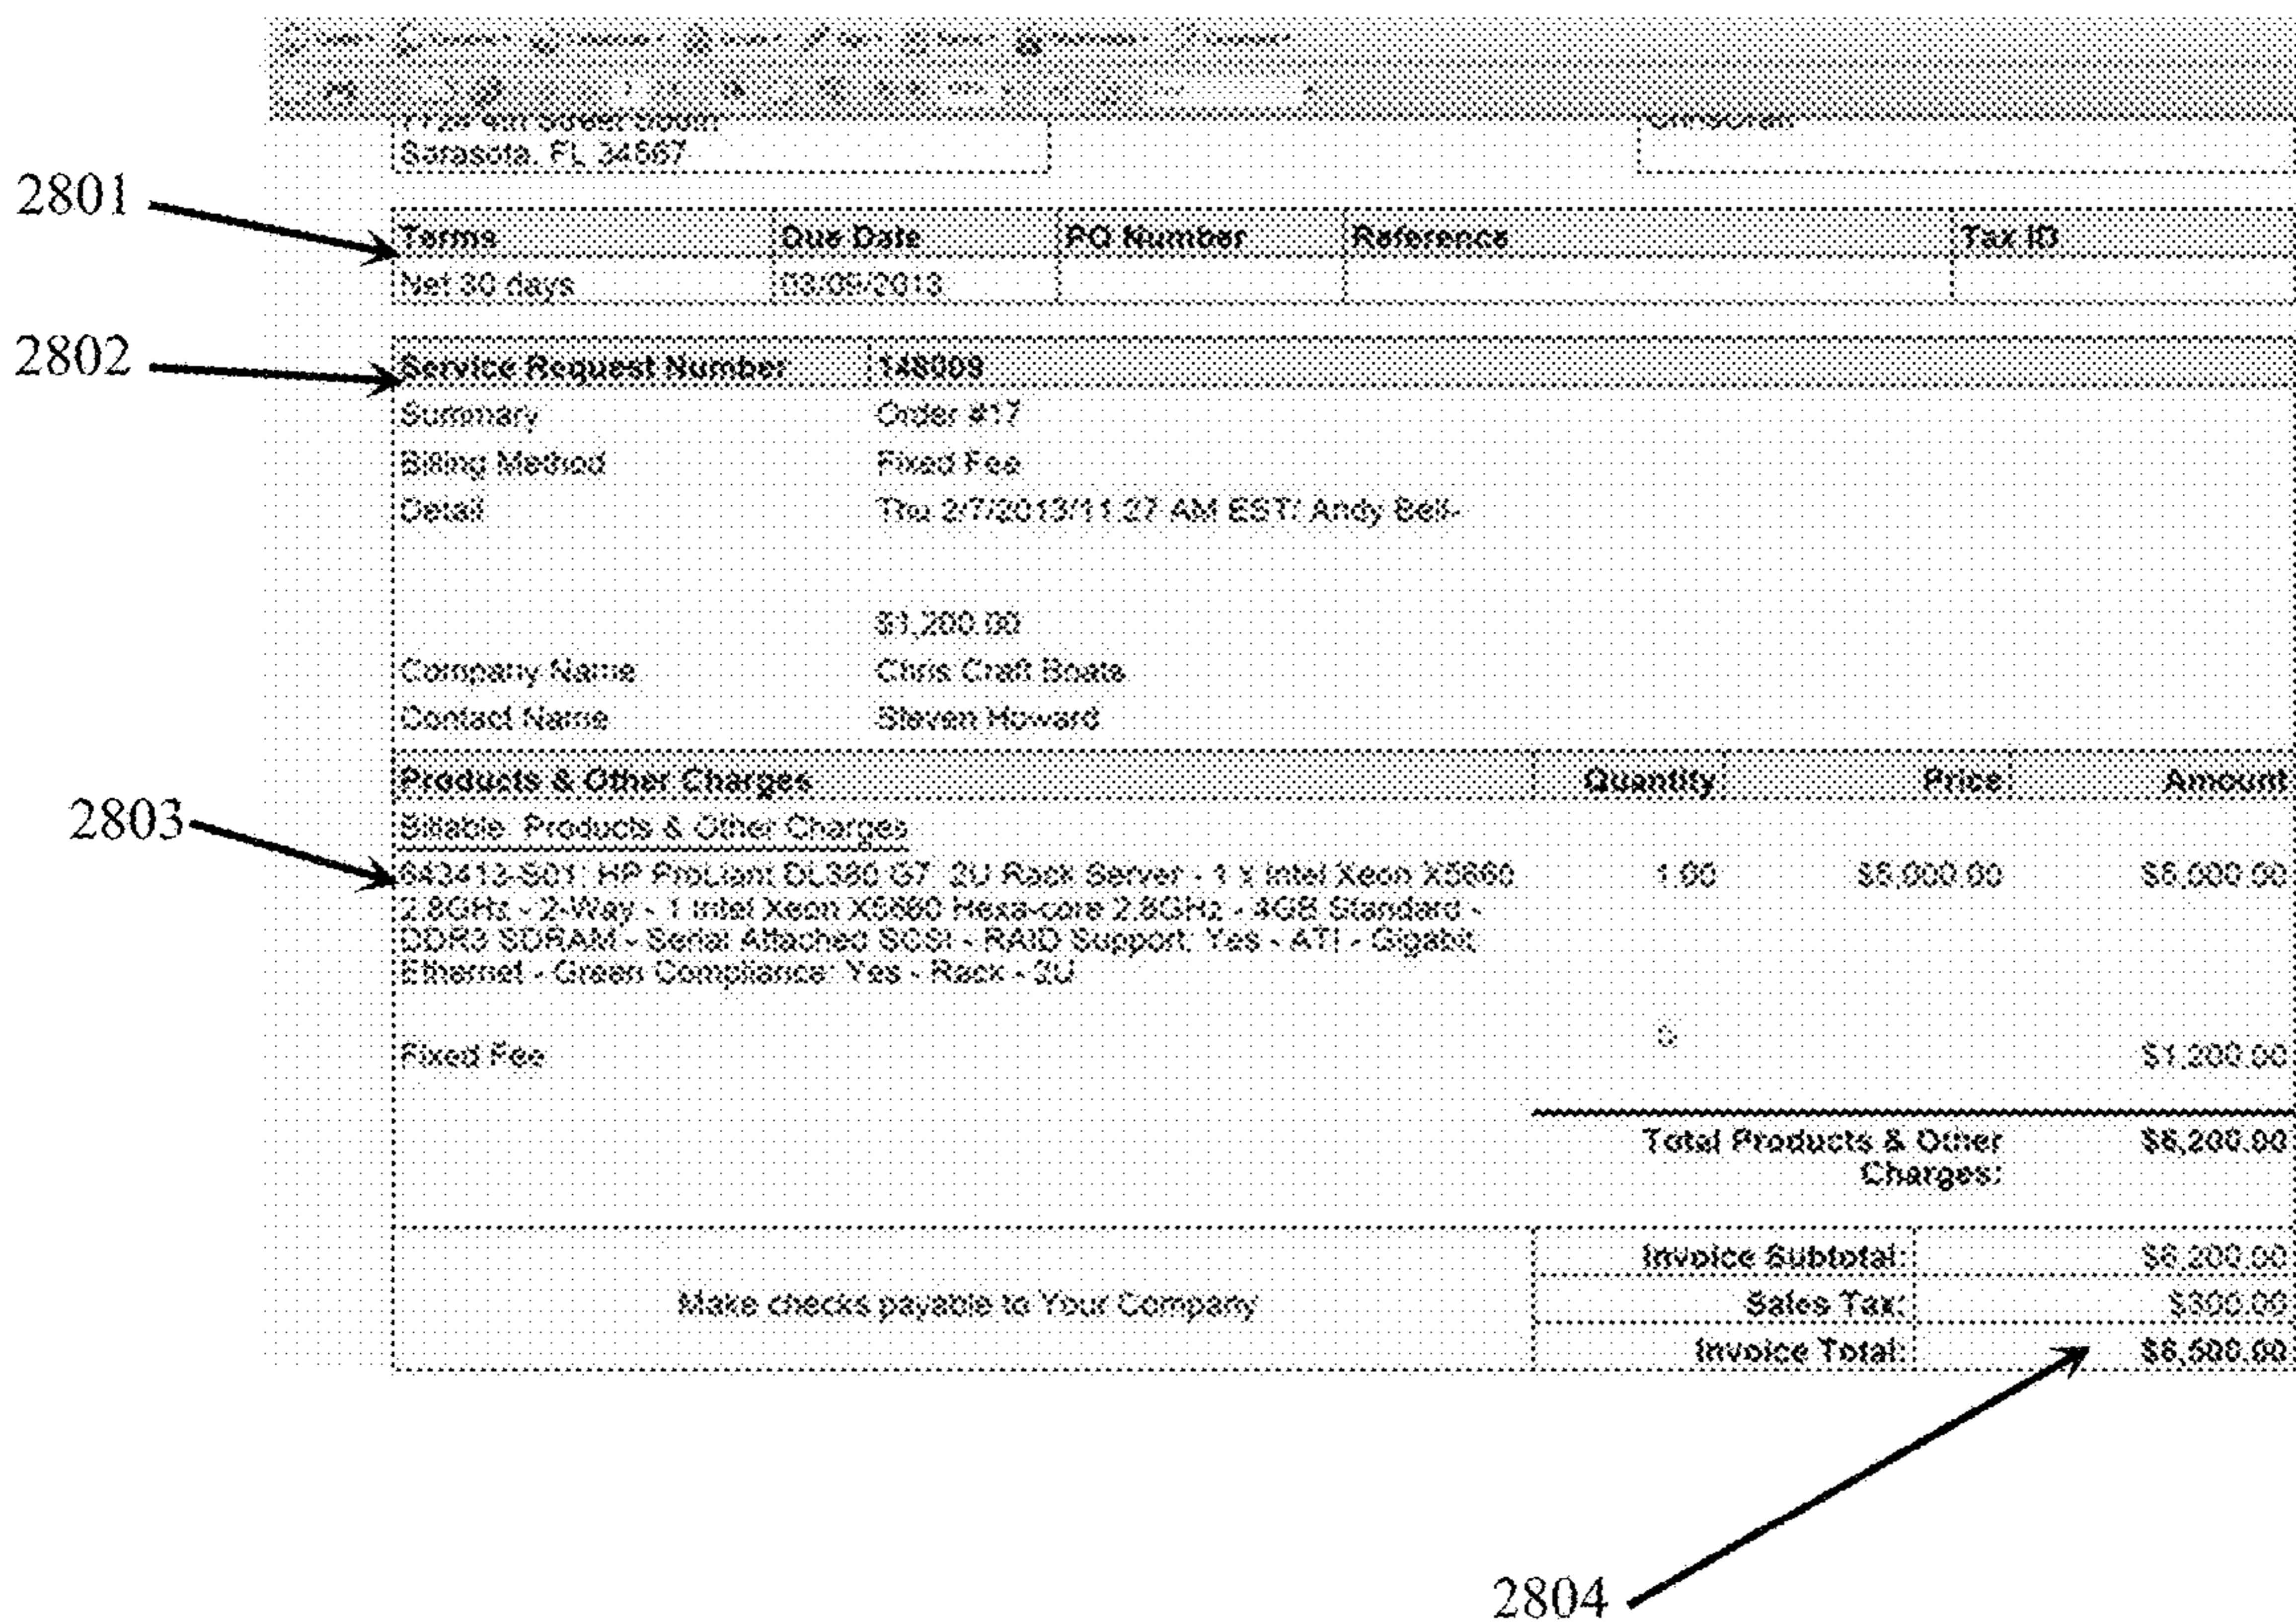 4th Street South
Sarasota, FL 34667
2801
Terms Due Date PO Number Reference Tax ID
Net 30 days 03/09/2013
2802
Service Request Number 148009
Summary Order #17
Billing Method Fixed Fee
Detail Thu 2/7/2013/11:27 AM EST/ Andy Bell-
$1,200.00
Company Name Chris Craft Boats
Contact Name Steven Howard
Products & Other Charges Quantity Price Amount
2803
Billable Products & Other Charges
643413-S01: HP ProLiant DL380 G7 2U Rack Server - 1 x Intel Xeon X5660 1.00 $5,000.00 $5,000.00
2.8GHz - 2-Way - 1 Intel Xeon X5660 Hexa-core 2.8GHz - 4GB Standard -
DDR3 SDRAM - Serial Attached SCSI - RAID Support: Yes - ATI - Gigabit
Ethernet - Green Compliance: Yes - Rack - 2U
Fixed Fee $1,200.00
Total Products & Other $6,200.00
Charges:
Invoice Subtotal: $6,200.00
Make checks payable to Your Company Sales Tax: $300.00
Invoice Total: $6,500.00
2804